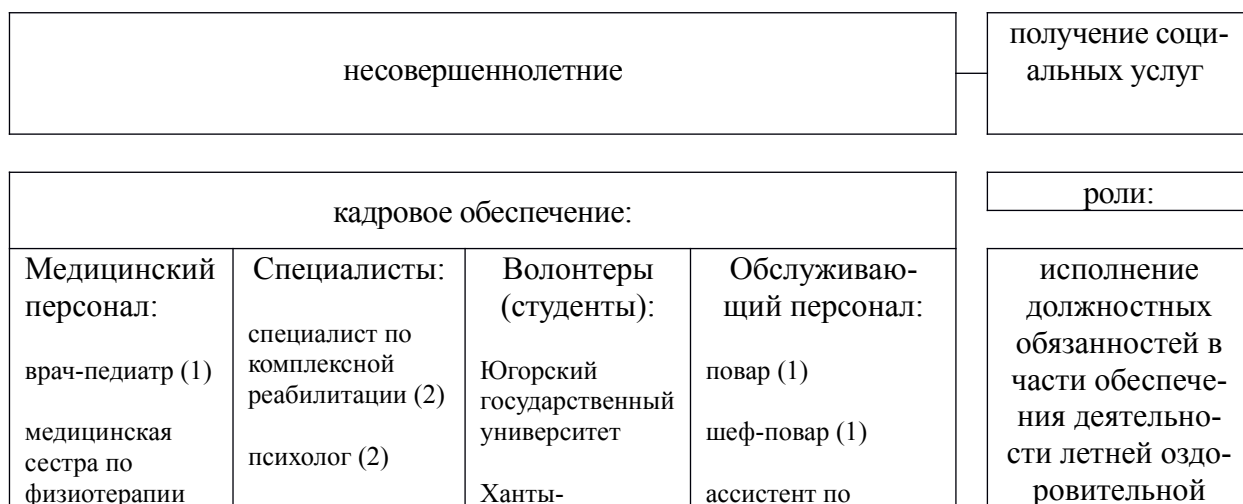 несовершеннолетние
получение соци-
альных услуг
кадровое обеспечение:
роли:
Медицинский
персонал:
врач-педиатр (1)
медицинская
сестра по
физиотерапии
Специалисты:
специалист по
комплексной
реабилитации (2)
психолог (2)
Волонтеры
(студенты):
Югорский
государственный
университет
Ханты-
Обслуживаю-
щий персонал:
повар (1)
шеф-повар (1)
ассистент по
исполнение
должностных
обязанностей в
части обеспече-
ния деятельно-
сти летней оздо-
ровительной